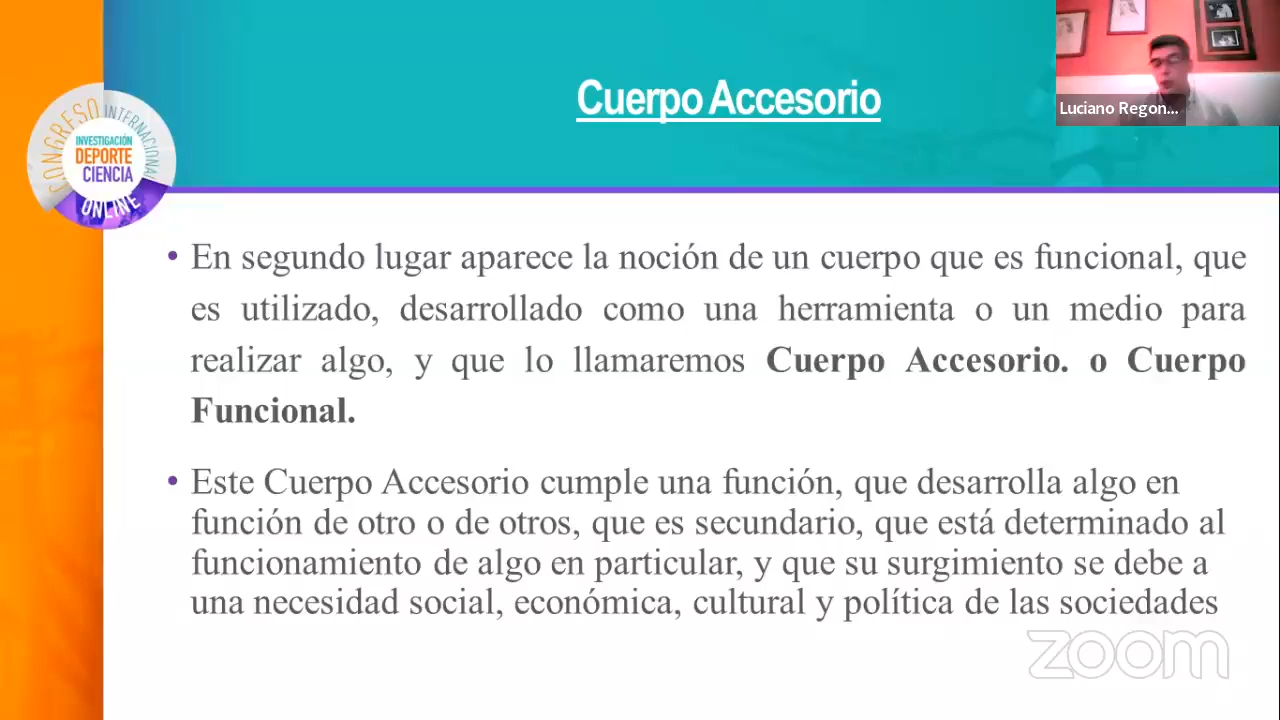 Cuerpo Accesorio
Luciano Regon...
CONGRESO INTERNACIONAL
INVESTIGACIÓN
DEPORTE
CIENCIA
ONLINE
• En segundo lugar aparece la noción de un cuerpo que es funcional, que
es utilizado, desarrollado como una herramienta o un medio para
realizar algo, y que lo llamaremos Cuerpo Accesorio. o Cuerpo
Funcional.
• Este Cuerpo Accesorio cumple una función, que desarrolla algo en
función de otro o de otros, que es secundario, que está determinado al
funcionamiento de algo en particular, y que su surgimiento se debe a
una necesidad social, económica, cultural y política de las sociedades
zoom